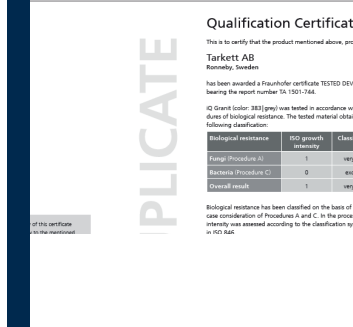 Qualification Certificat
This is to certify that the product mentioned above, pro
Tarkett AB
Ronneby, Sweden
has been awarded a Fraunhofer certificate TESTED DEV
bearing the report number TA 1501-744.
iQ Granit (color: 383|grey) was tested in accordance w
dures of biological resistance. The tested material obtai
following classification:
Biological resistance ISO growth intensity Class
Fungi (Procedure A) 1 very
Bacteria (Procedure C) 0 exc
Overall result 1 very
Biological resistance has been classified on the basis of
case consideration of Procedures A and C. In the proce
intensity was assessed according to the classification sy
in ISO 846.
PLICATE
of this certificate
to the mentioned